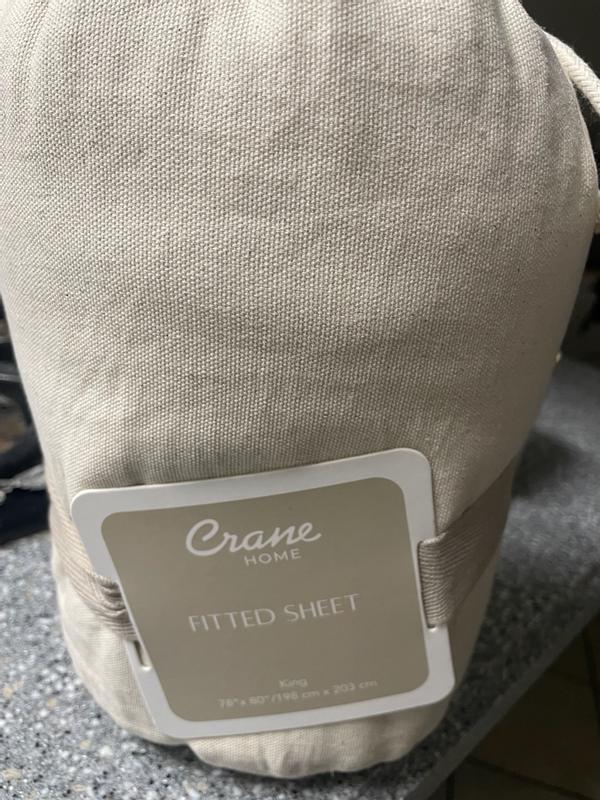 Crane
HOME
FITTED SHEET
King
78" x 80"/198 cm x 203 cm